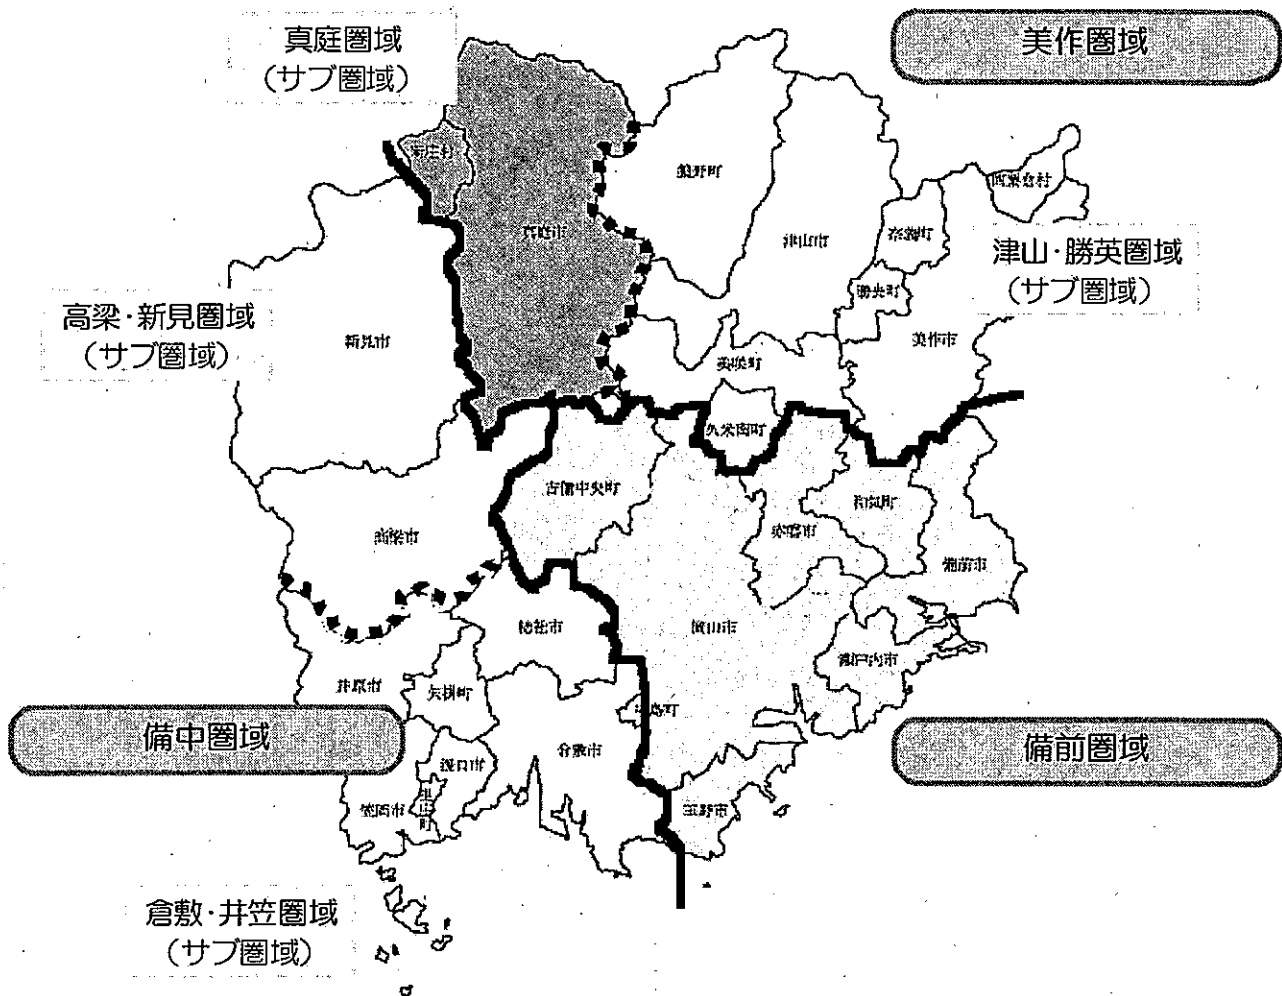 真庭圏域
(サブ圏域)
美作圏域
新庄村
真庭市
鏡野町
津山市
西粟倉村
奈義町
勝央町
津山・勝英圏域
(サブ圏域)
高梁・新見圏域
(サブ圏域)
新見市
美咲町
美作市
久米南町
吉備中央町
高梁市
赤磐市
和気町
備前市
総社市
岡山市
瀬戸内市
井原市
矢掛町
早島町
備中圏域
倉敷市
備前圏域
浅口市
笠岡市
里庄町
玉野市
倉敷・井笠圏域
(サブ圏域)